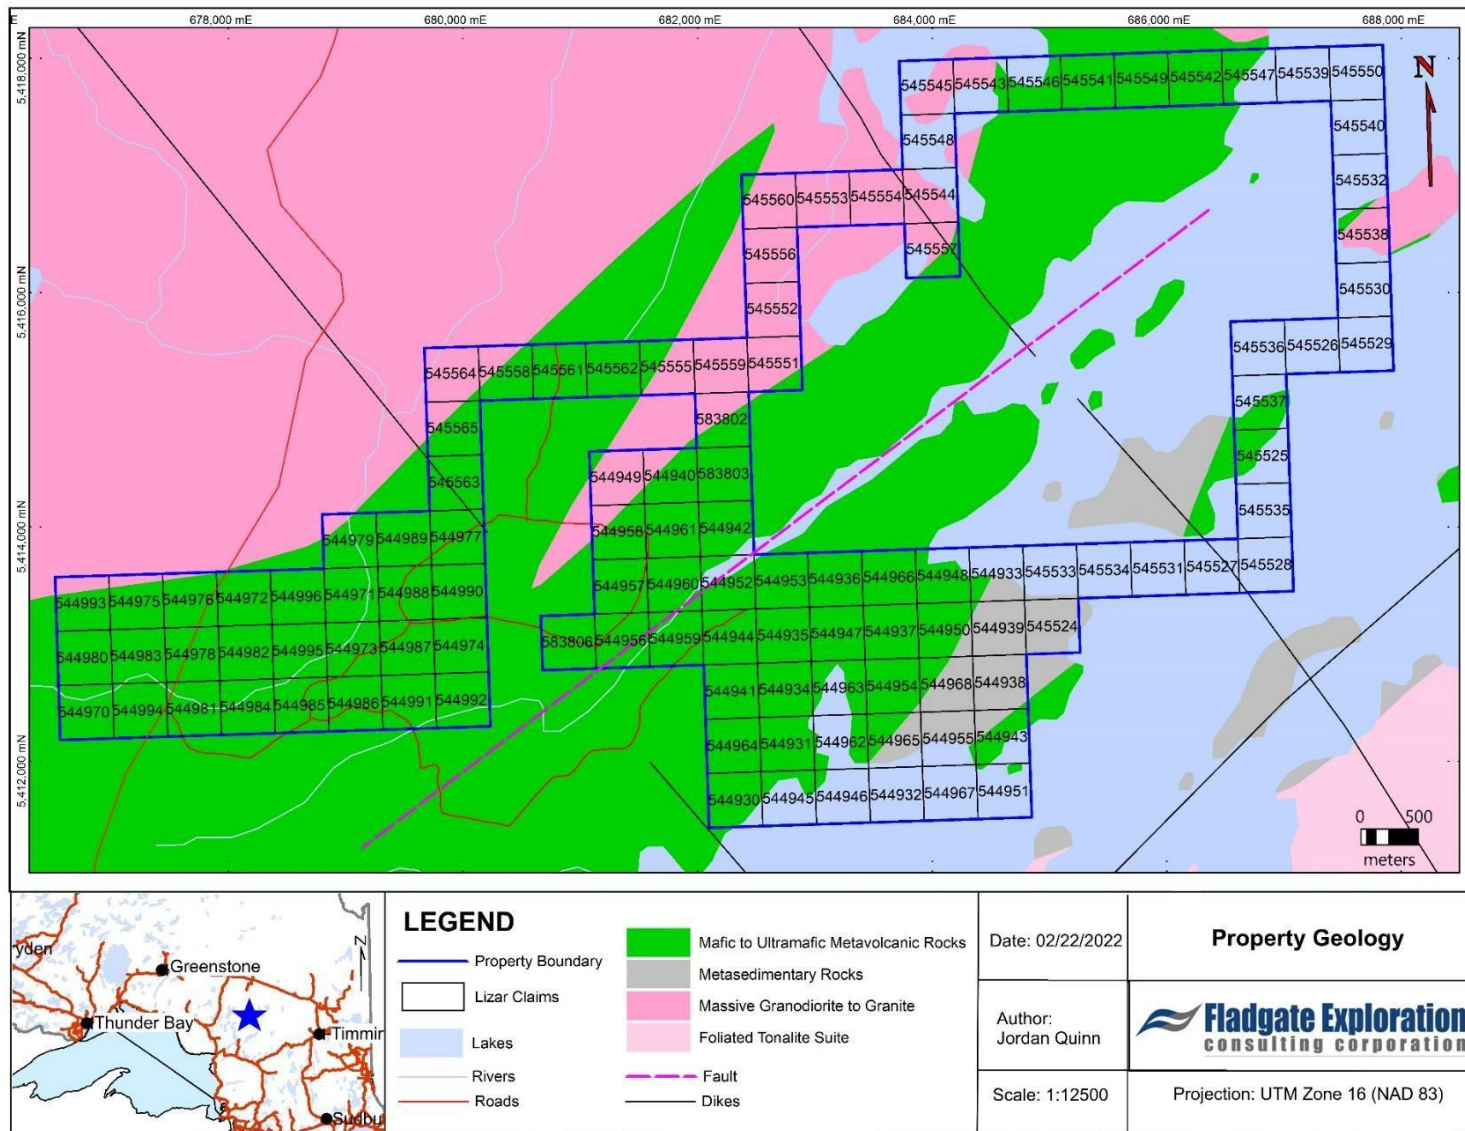 E
678,000 mE
680,000 mE
682,000 mE
684,000 mE
686,000 mE
688,000 mE
5,418,000 mN
5,416,000 mN
5,414,000 mN
5,412,000 mN
N
545545 545543 545546 545541 545549 545542 545547 545539 545550
545548 545540
545560 545553 545554 545544 545532
545556 545557 545538
545552 545530
545564 545558 545561 545562 545555 545559 545551 545536 545526 545529
545565 583802 545537
545563 544949 544940 583803 545525
544979 544989 544977 544958 544961 544942 545535
544993 544975 544976 544972 544996 544971 544988 544990 544957 544960 544952 544953 544936 544966 544948 544933 545533 545534 545531 545527 545528
544980 544983 544978 544982 544995 544973 544987 544974 583806 544956 544959 544944 544935 544947 544937 544950 544939 545524
544970 544994 544981 544984 544985 544986 544991 544992 544941 544934 544963 544954 544968 544938
544964 544931 544962 544965 544955 544943
544930 544945 544946 544932 544967 544951
0 500
meters
yden
Greenstone
Thunder Bay
Timmin
Sudbu
N
LEGEND
Property Boundary
Lizar Claims
Lakes
Rivers
Roads
Mafic to Ultramafic Metavolcanic Rocks
Metasedimentary Rocks
Massive Granodiorite to Granite
Foliated Tonalite Suite
Fault
Dikes
Date: 02/22/2022
Author:
Jordan Quinn
Scale: 1:12500
Property Geology
Fladgate Exploration
consulting corporation
Projection: UTM Zone 16 (NAD 83)